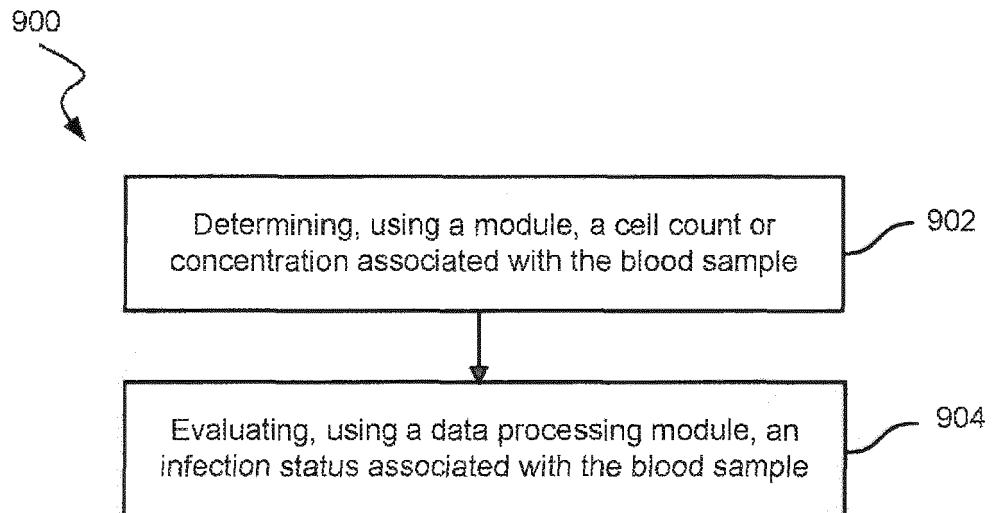 900
Determining, using a module, a cell count or
concentration associated with the blood sample
902
Evaluating, using a data processing module, an
infection status associated with the blood sample
904